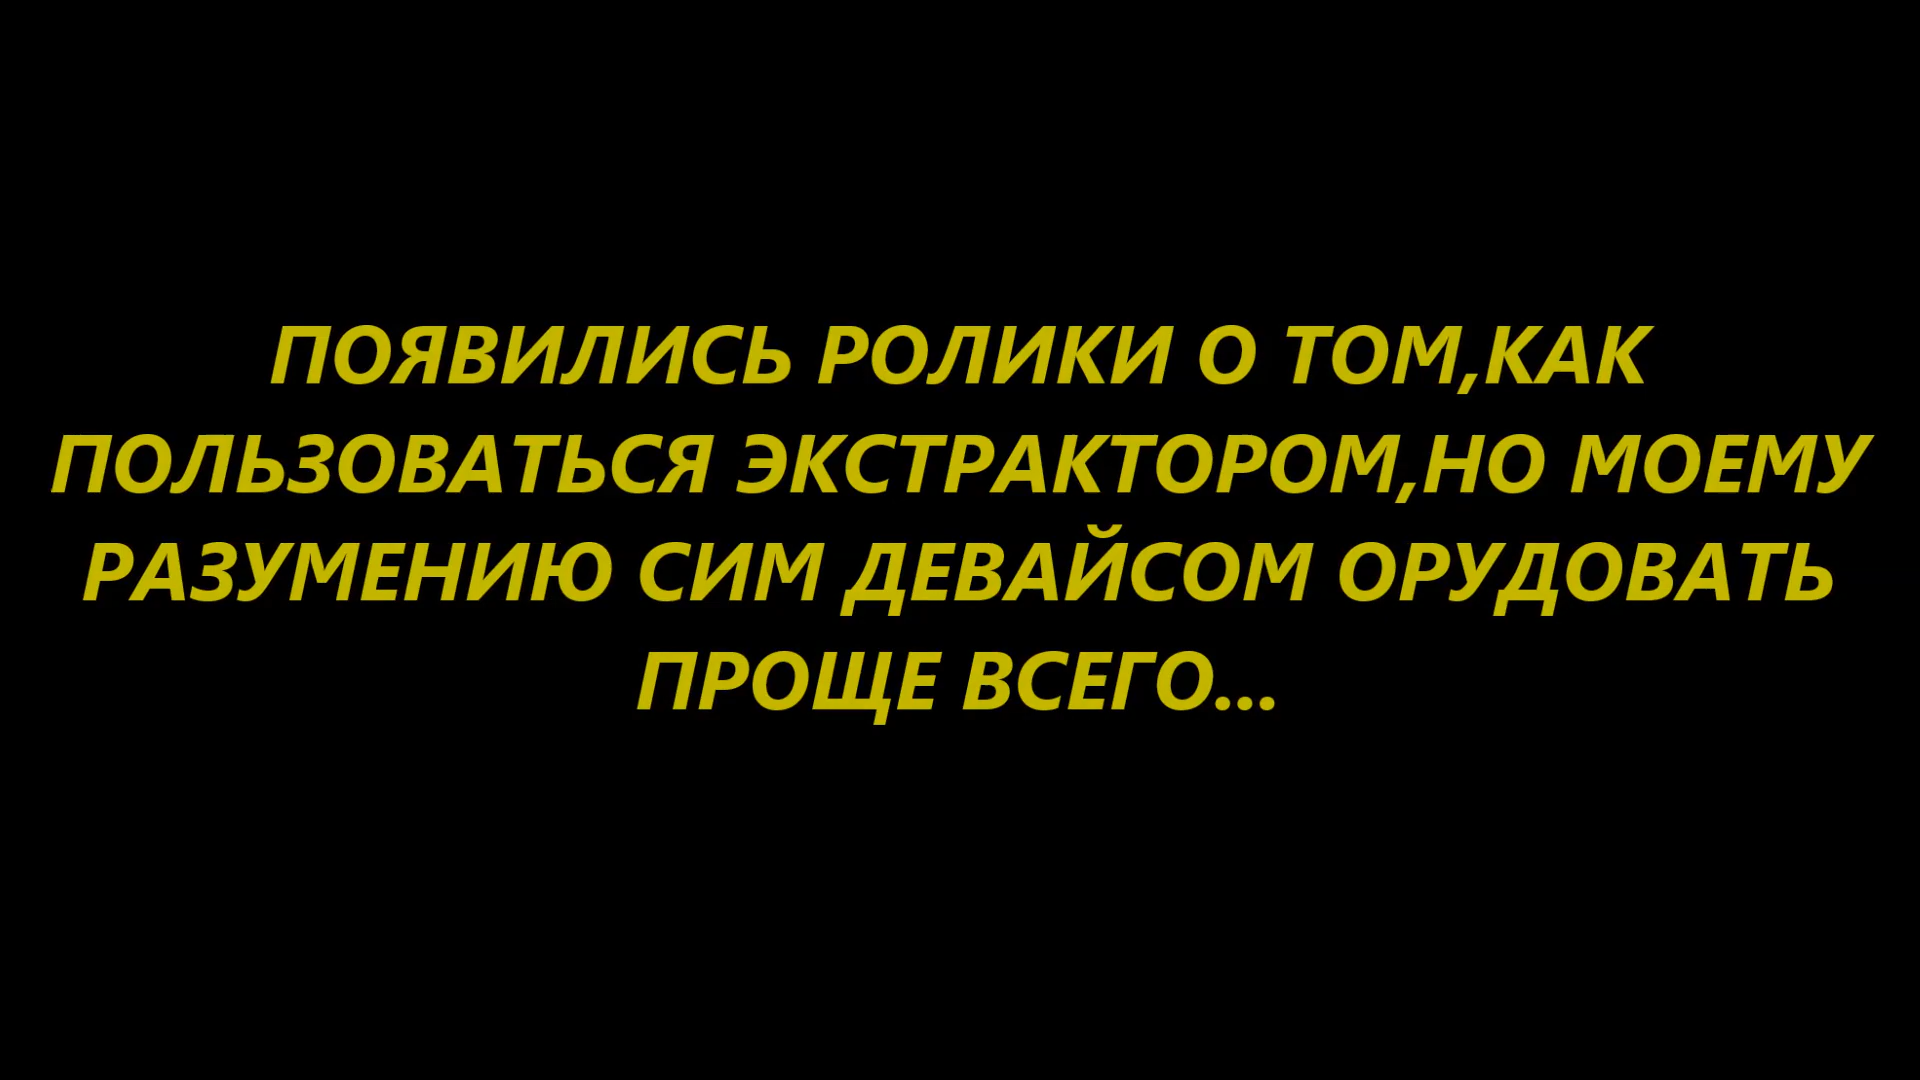 ПОЯВИЛИСЬ РОЛИКИ О ТОМ,КАК
ПОЛЬЗОВАТЬСЯ ЭКСТРАКТОРОМ,НО МОЕМУ
РАЗУМЕНИЮ СИМ ДЕВАЙСОМ ОРУДОВАТЬ
ПРОЩЕ ВСЕГО...